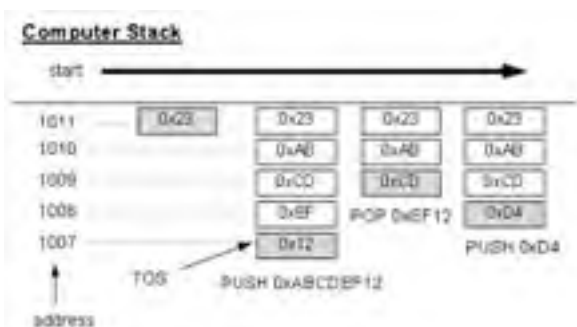 Computer Stack
start
1011 0x23 0x23 0x23 0x23
1010 0xAB 0xAB 0xAB
1009 0xCD 0xCD 0xCD
1008 0xEF POP 0xEF12 0xD4
1007 0x12 PUSH 0xD4
TOS PUSH 0xABCDEF12
address